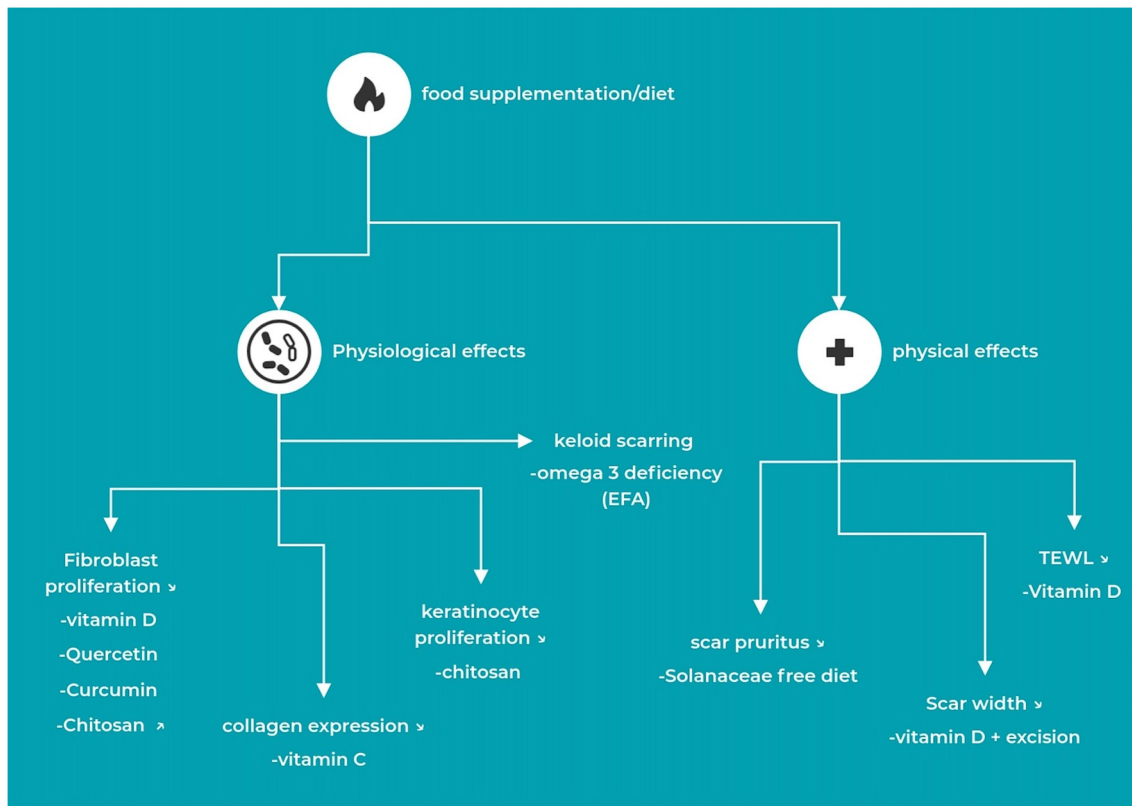 food supplementation/diet
Physiological effects
physical effects
keloid scarring
-omega 3 deficiency
(EFA)
Fibroblast
proliferation ↘
-vitamin D
-Quercetin
-Curcumin
-Chitosan ↗
collagen expression ↘
-vitamin C
keratinocyte
proliferation ↘
-chitosan
scar pruritus ↘
-Solanaceae free diet
Scar width ↘
-vitamin D + excision
TEWL ↘
-Vitamin D